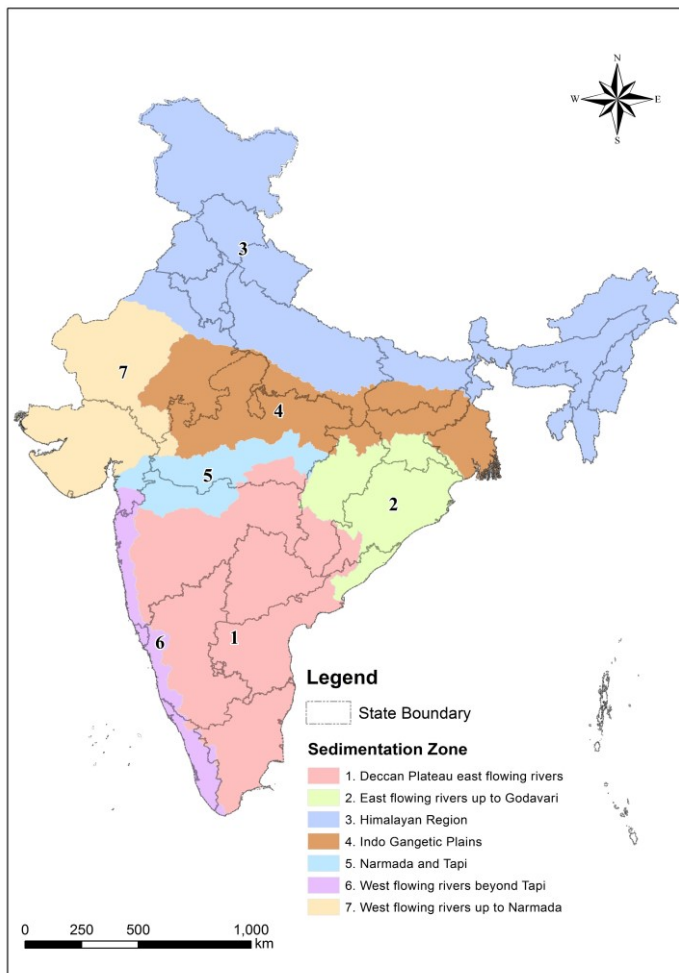 N
W E
S
3
7
4
5
2
6
1
Legend
State Boundary
Sedimentation Zone
1. Deccan Plateau east flowing rivers
2. East flowing rivers up to Godavari
3. Himalayan Region
4. Indo Gangetic Plains
5. Narmada and Tapi
6. West flowing rivers beyond Tapi
7. West flowing rivers up to Narmada
0 250 500 1,000
km